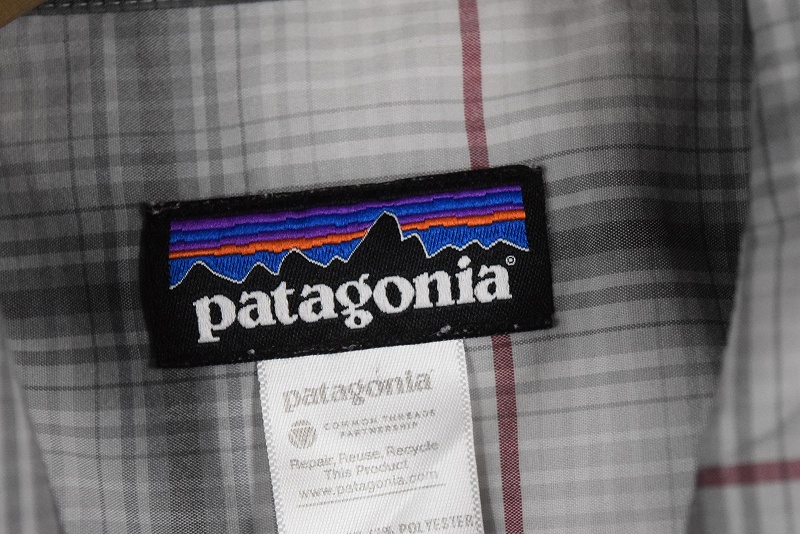 patagonia®
patagonia
COMMON THREADS
PARTNERSHIP
Repair, Reuse, Recycle
This Product
www.patagonia.com
POLYESTER